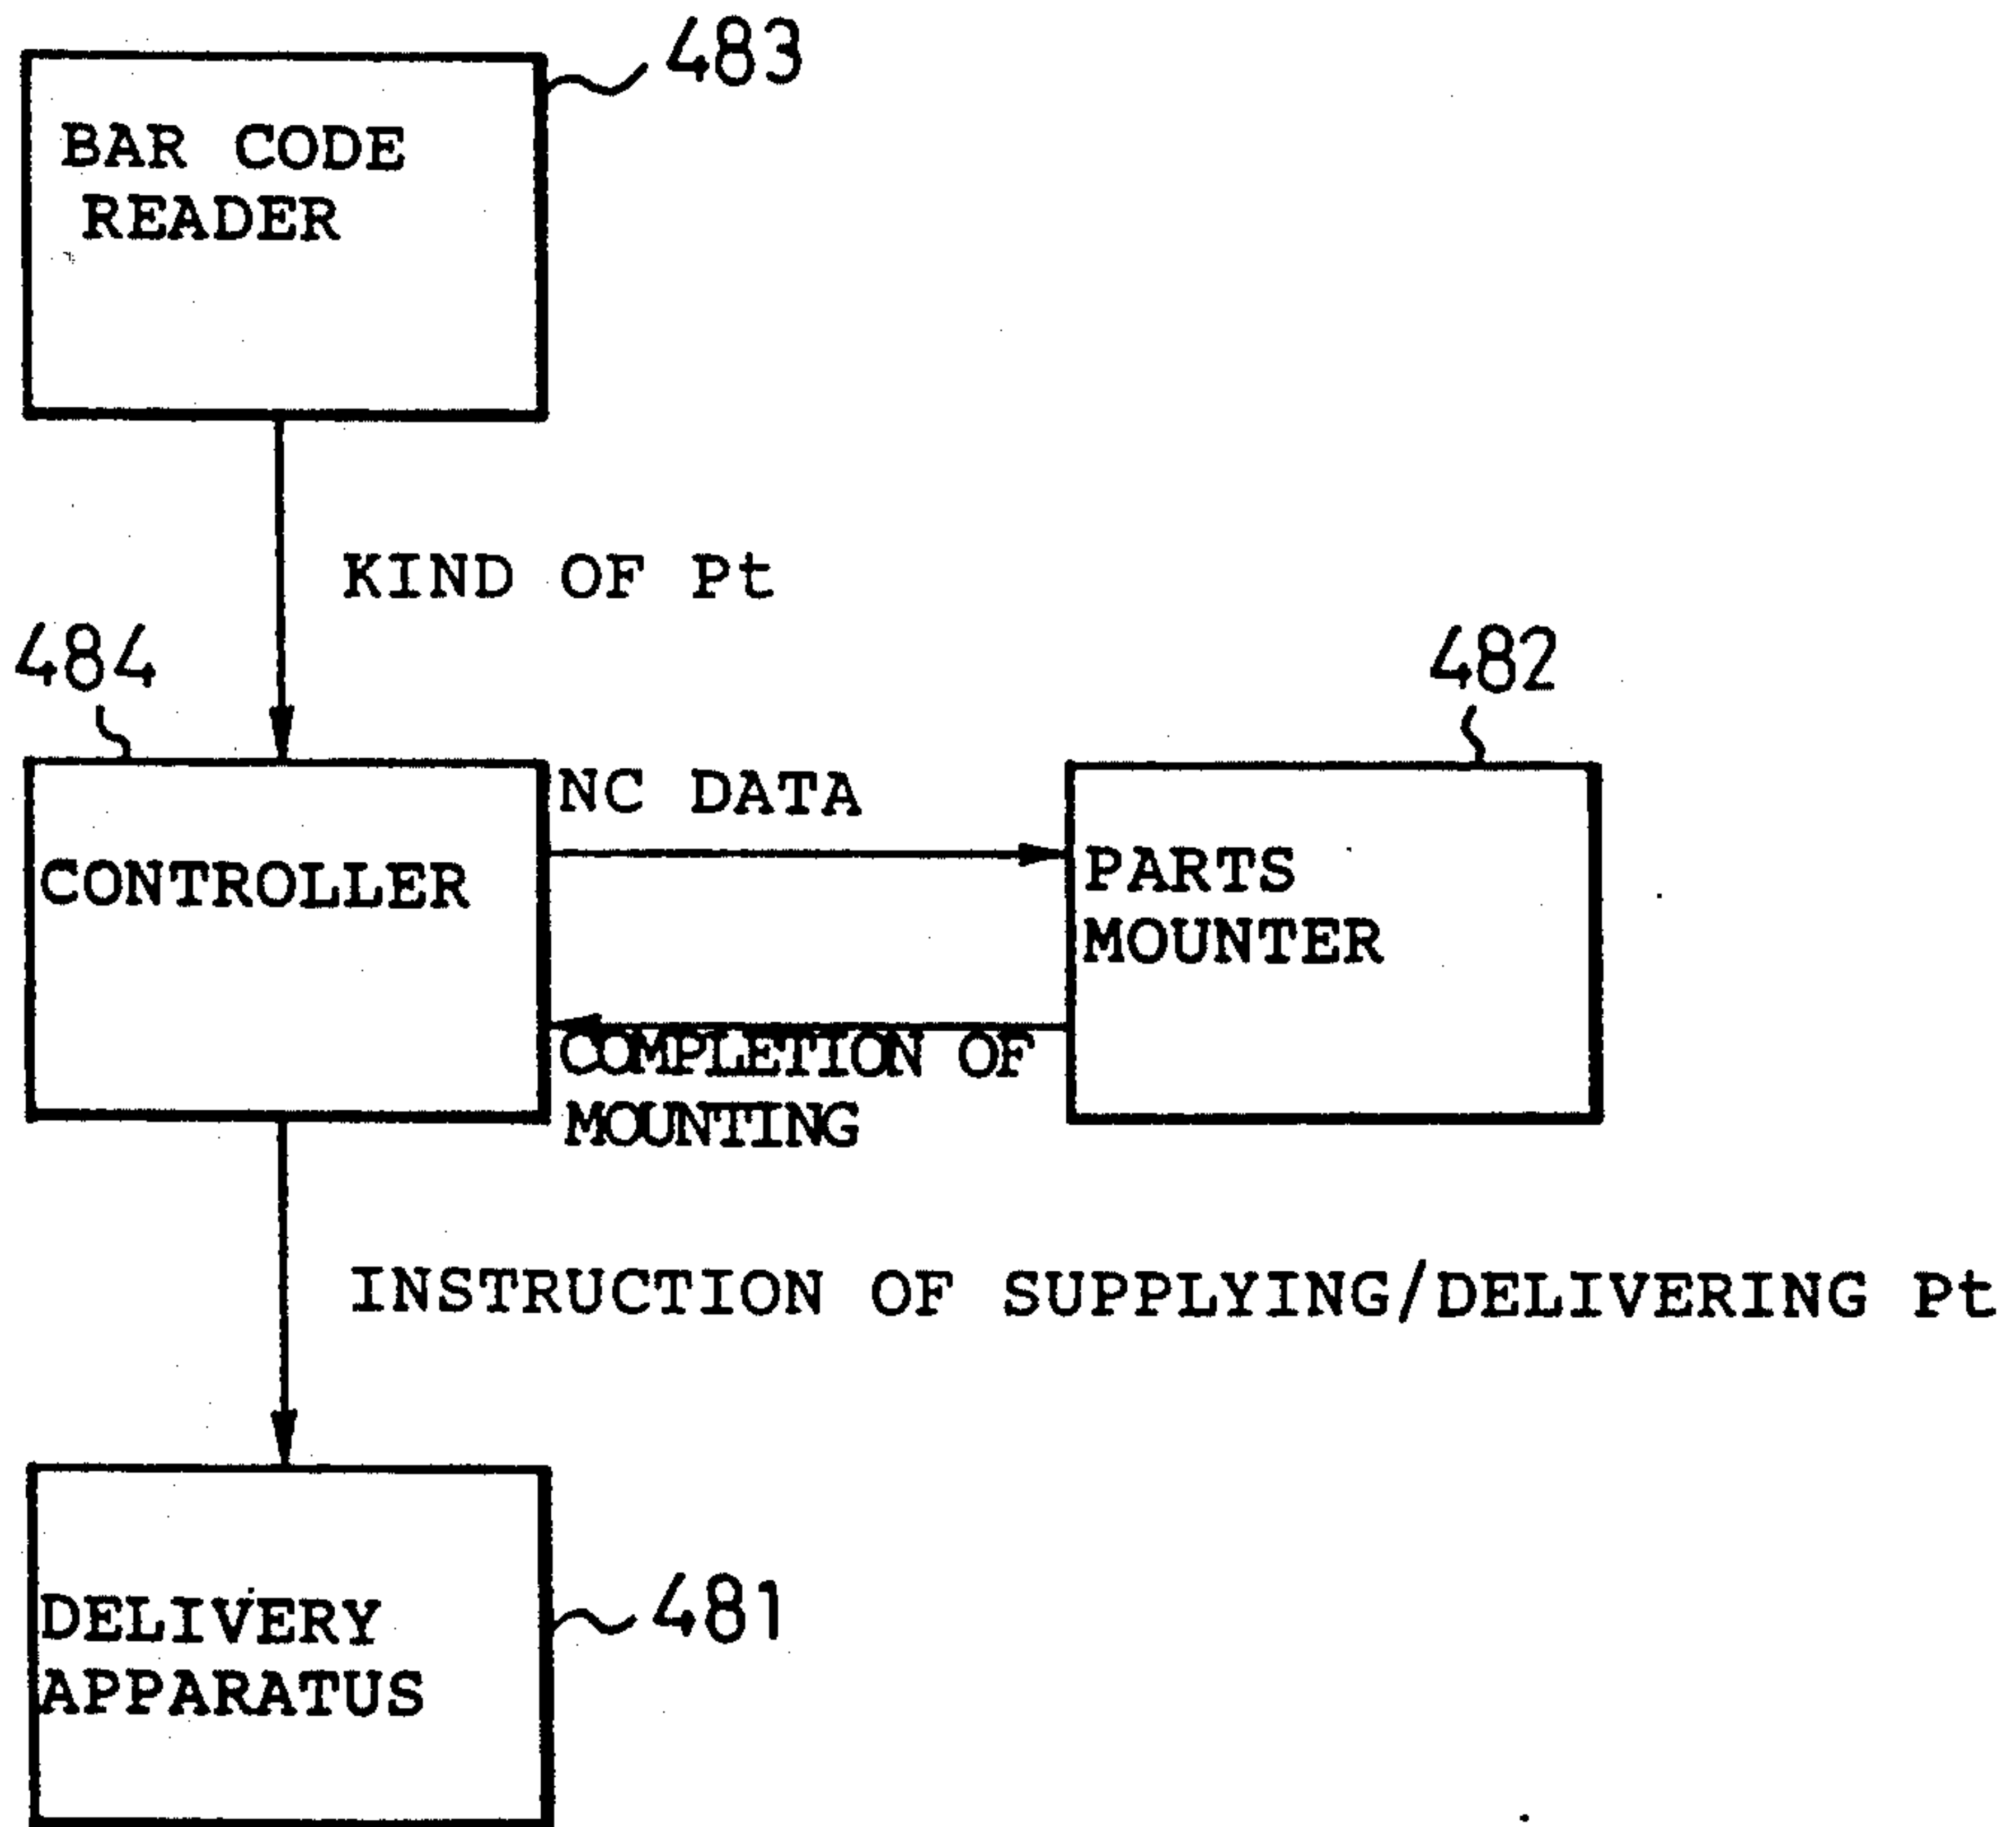 483
BAR CODE
READER
KIND OF Pt
484
482
NC DATA
CONTROLLER
PARTS
MOUNTER
COMPLETION OF
MOUNTING
INSTRUCTION OF SUPPLYING/DELIVERING Pt
DELIVERY
APPARATUS
481